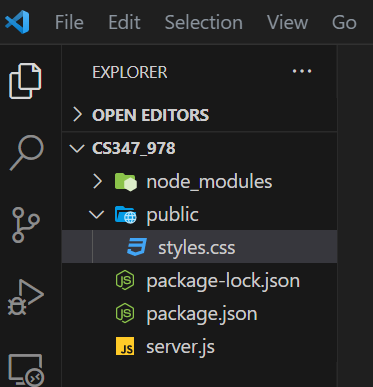 File Edit Selection View Go
EXPLORER ...
OPEN EDITORS
CS347_978
node_modules
public
styles.css
package-lock.json
package.json
JS server.js